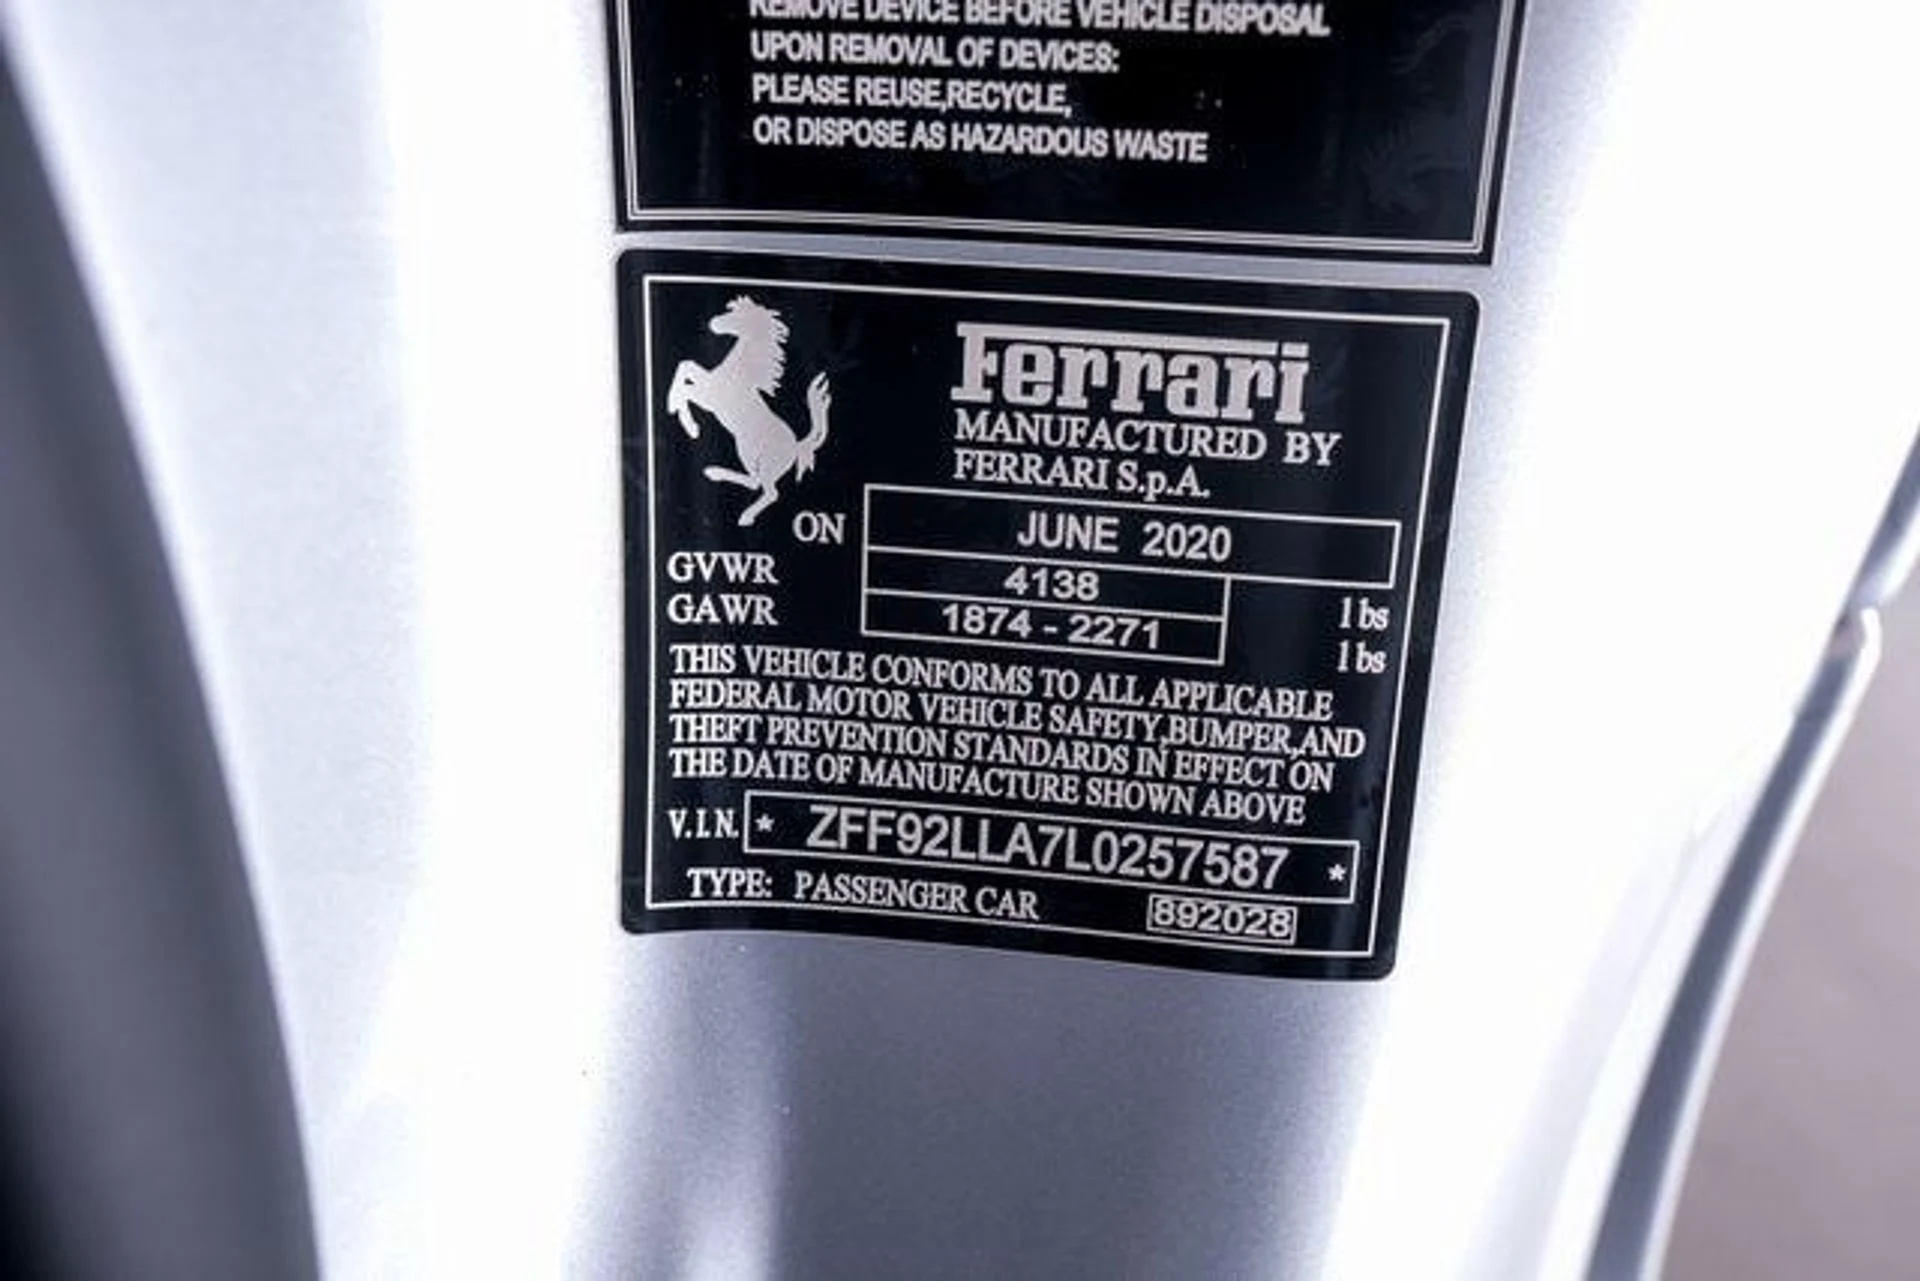 REMOVE DEVICE BEFORE VEHICLE DISPOSAL
UPON REMOVAL OF DEVICES:
PLEASE REUSE,RECYCLE,
OR DISPOSE AS HAZARDOUS WASTE
Ferrari
MANUFACTURED BY
FERRARI S.p.A.
ON JUNE 2020
GVWR 4138 lbs
GAWR 1874 - 2271 lbs
THIS VEHICLE CONFORMS TO ALL APPLICABLE
FEDERAL MOTOR VEHICLE SAFETY,BUMPER,AND
THEFT PREVENTION STANDARDS IN EFFECT ON
THE DATE OF MANUFACTURE SHOWN ABOVE
V.I.N. * ZFF92LLA7L0257587 *
TYPE: PASSENGER CAR 892028